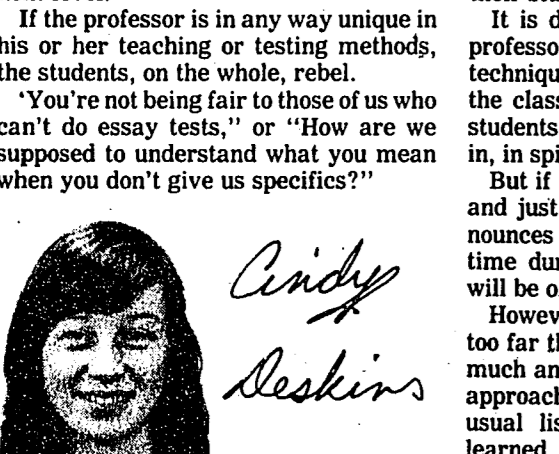 If the professor is in any way unique in
his or her teaching or testing methods,
the students, on the whole, rebel.
'You're not being fair to those of us who
can't do essay tests," or "How are we
supposed to understand what you mean
when you don't give us specifics?"
Cindy
Deskins
It is
professo
techniqu
the clas
students
in, in spi
But if
and just
nounces
time du
will be o
Howev
too far th
much an
approach
usual lis
learned